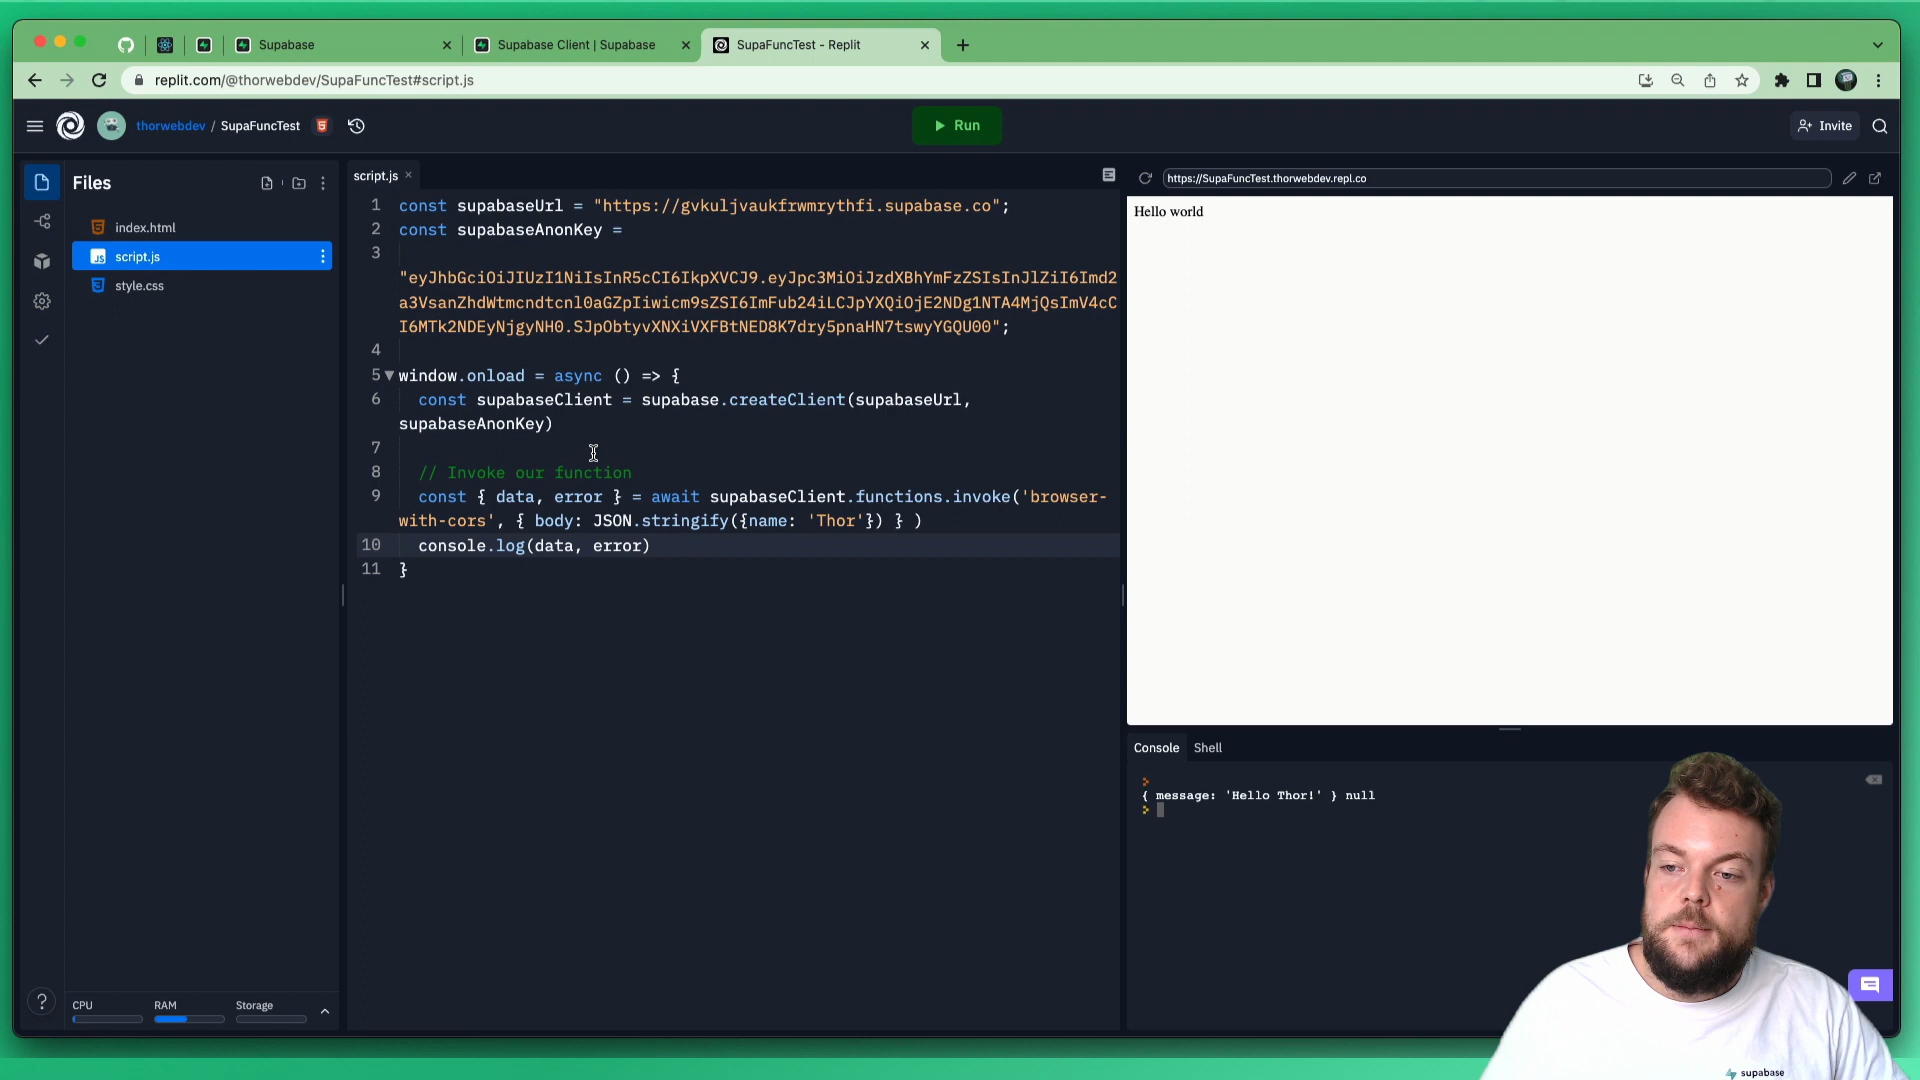 Supabase
Supabase Client | Supabase
SupaFuncTest - Replit
replit.com/@thorwebdev/SupaFuncTest#script.js
thorwebdev / SupaFuncTest
Run
Invite
Files
index.html
script.js
style.css
script.js
1 const supabaseUrl = "https://gvkuljvaukfrwmrythfi.supabase.co";
2 const supabaseAnonKey =
3
"eyJhbGciOiJIUzI1NiIsInR5cCI6IkpXVCJ9.eyJpc3MiOiJzdXBhYmFzZSIsInJlZiI6Imd2
a3VsanZhdWtmcndtcnl0aGZpIiwicm9sZSI6ImFub24iLCJpYXQiOjE2NDg1NTA4MjQsImV4cC
I6MTk2NDEyNjgyNH0.SJpObtyvXNXiVXFBtNED8K7dry5pnaHN7tswyYGQU00";
4
5 window.onload = async () => {
6 const supabaseClient = supabase.createClient(supabaseUrl,
supabaseAnonKey)
7
8 // Invoke our function
9 const { data, error } = await supabaseClient.functions.invoke('browser-
with-cors', { body: JSON.stringify({name: 'Thor'}) } )
10 console.log(data, error)
11 }
https://SupaFuncTest.thorwebdev.repl.co
Hello world
Console Shell
{ message: 'Hello Thor!' } null
CPU RAM Storage
supabase